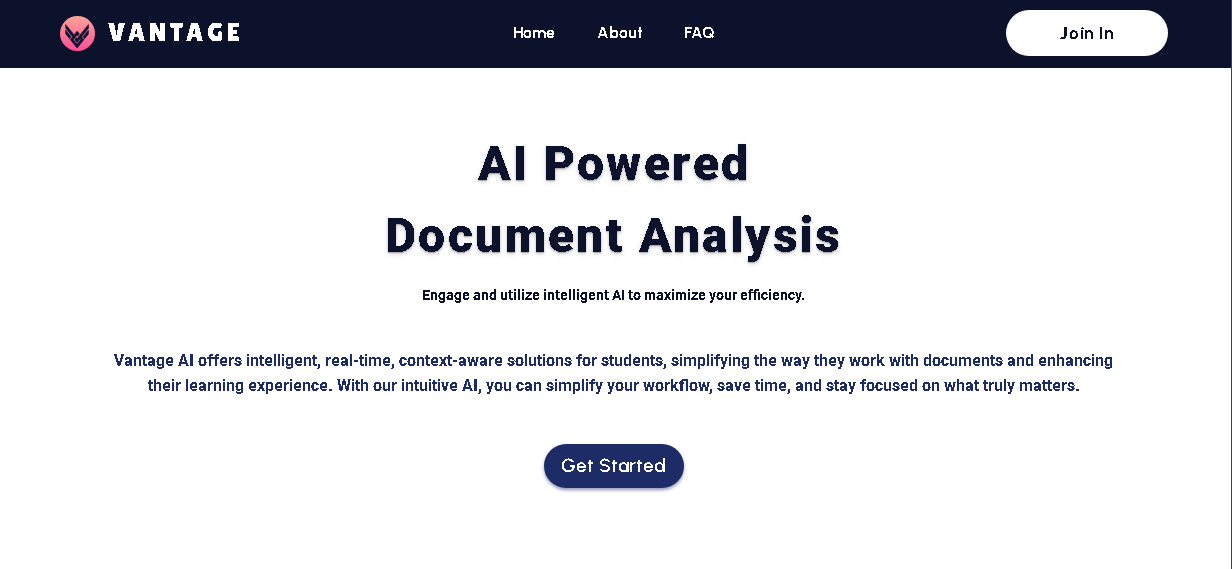 VANTAGE
Home
About
FAQ
Join In
AI Powered
Document Analysis
Engage and utilize intelligent AI to maximize your efficiency.
Vantage AI offers intelligent, real-time, context-aware solutions for students, simplifying the way they work with documents and enhancing
their learning experience. With our intuitive AI, you can simplify your workflow, save time, and stay focused on what truly matters.
Get Started